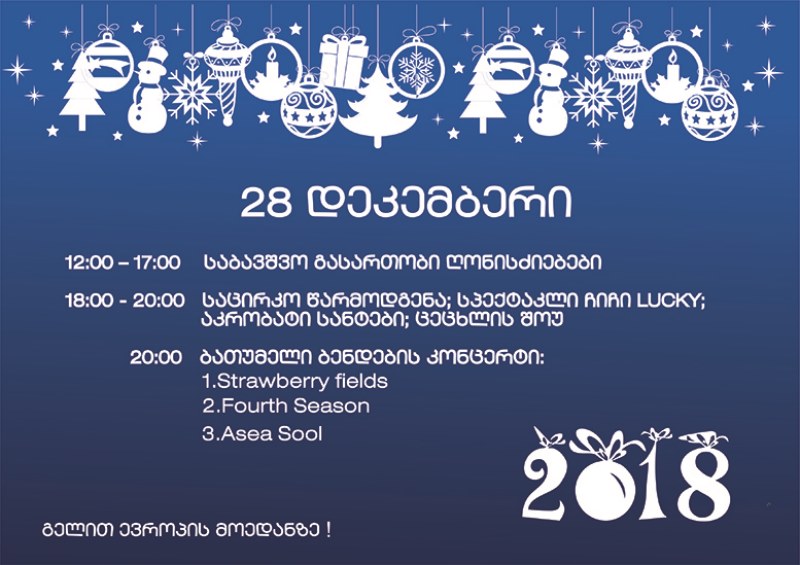 28 დეკემბერი
12:00 – 17:00 საბავშვო გასართობი ღონისძიებები
18:00 - 20:00 საცირკო წარმოდგენა; სპექტაკლი ჩიჩი LUCKY;
აკრობატი სანტები; ცეცხლის შოუ
20:00 ბათუმელი ბენდების კონცერტი:
1.Strawberry fields
2.Fourth Season
3.Asea Sool
2018
გელით ევროპის მოედანზე !